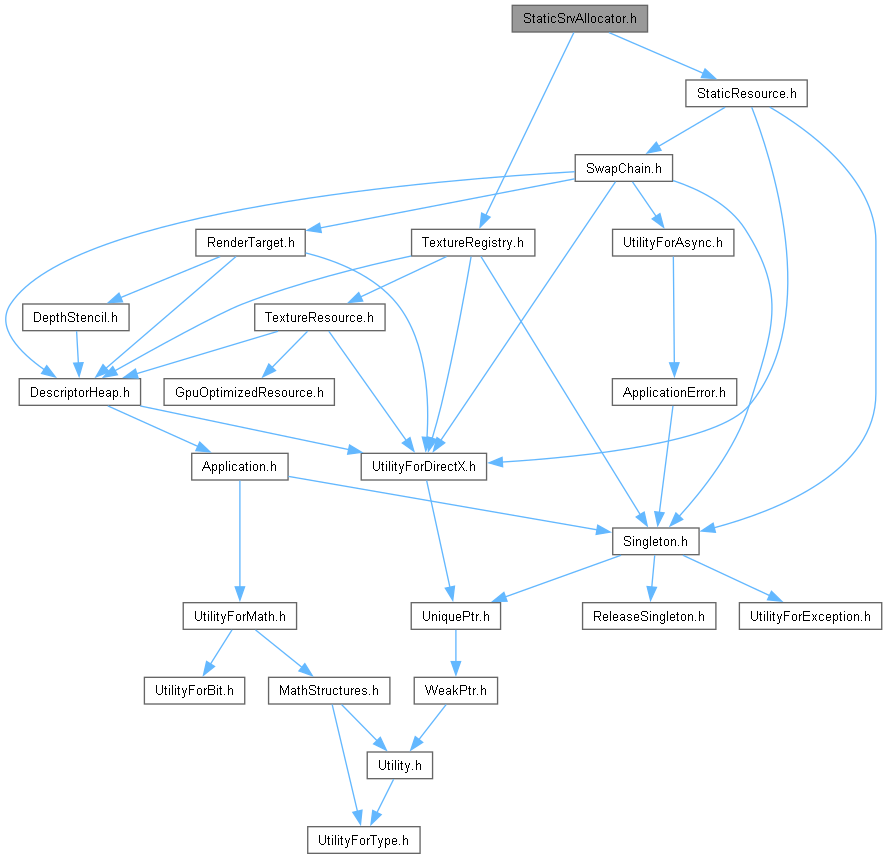 StaticSrvAllocator.h
StaticResource.h
SwapChain.h
RenderTarget.h
TextureRegistry.h
UtilityForAsync.h
DepthStencil.h
TextureResource.h
DescriptorHeap.h
GpuOptimizedResource.h
ApplicationError.h
Application.h
UtilityForDirectX.h
Singleton.h
UtilityForMath.h
UniquePtr.h
ReleaseSingleton.h
UtilityForException.h
UtilityForBit.h
MathStructures.h
WeakPtr.h
Utility.h
UtilityForType.h